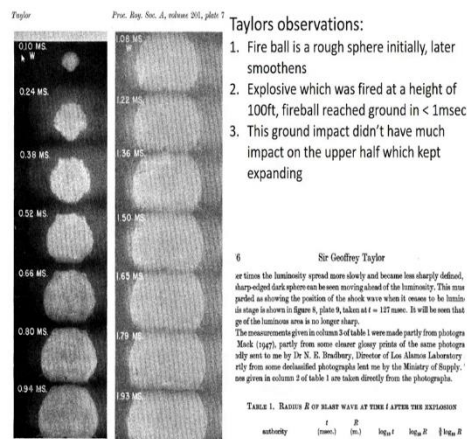 Taylor
Proc. Roy. Soc. A, volume 201, plate 7
0.10 MS.
0.24 MS.
0.38 MS.
0.52 MS.
0.66 MS.
0.80 MS.
0.94 MS.
1.08 MS.
1.22 MS.
1.36 MS.
1.50 MS.
1.65 MS.
1.79 MS.
1.93 MS.
Taylors observations:
1. Fire ball is a rough sphere initially, later
smoothens
2. Explosive which was fired at a height of
100ft, fireball reached ground in < 1msec
3. This ground impact didn't have much
impact on the upper half which kept
expanding
6 Sir Geoffrey Taylor
er times the luminosity spread more slowly and became less sharply defined,
sharp-edged dark sphere can be seen moving ahead of the luminosity. This mus
garded as showing the position of the shock wave when it ceases to be lumin
is stage is shown in figure 8, plate 9, taken at t = 127 msec. It will be seen that
ge of the luminous area is no longer sharp.
The measurements given in column 3 of table 1 were made partly from photogra
Mack (1947), partly from some clearer glossy prints of the same photogra
dly sent to me by Dr N. E. Bradbury, Director of Los Alamos Laboratory
rtly from some declassified photographs lent me by the Ministry of Supply.
nes given in column 2 of table 1 are taken directly from the photographs.
TABLE 1. RADIUS R OF BLAST WAVE AT TIME t AFTER THE EXPLOSION
t R
authority (msec.) (m.) log₁₀ t log₁₀ R 5/2 log₁₀ R